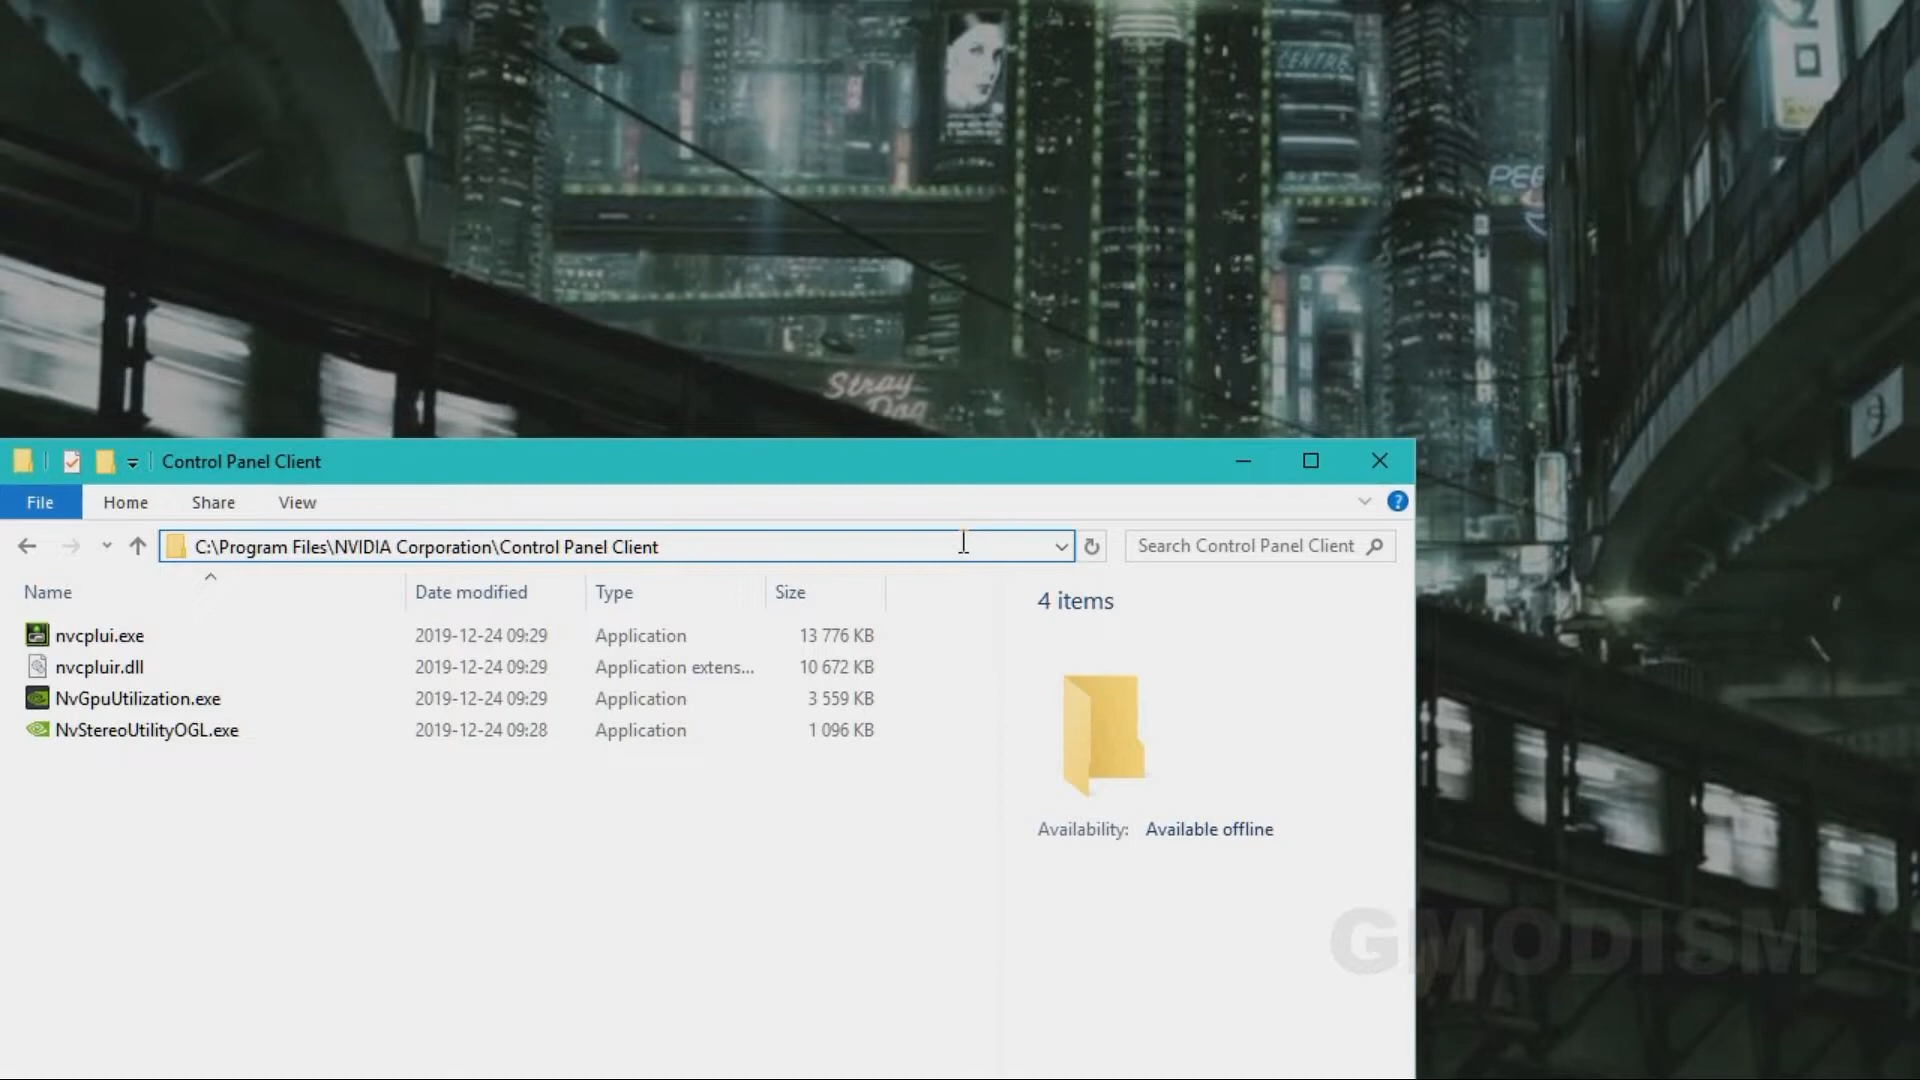 CENTRE
Stray
Dog
Control Panel Client
File
Home
Share
View
C:\Program Files\NVIDIA Corporation\Control Panel Client
Search Control Panel Client
Name
Date modified
Type
Size
nvcplui.exe
2019-12-24 09:29
Application
13 776 KB
nvcpluir.dll
2019-12-24 09:29
Application extens...
10 672 KB
NvGpuUtilization.exe
2019-12-24 09:29
Application
3 559 KB
NvStereoUtilityOGL.exe
2019-12-24 09:28
Application
1 096 KB
4 items
Availability: Available offline
GMODISM